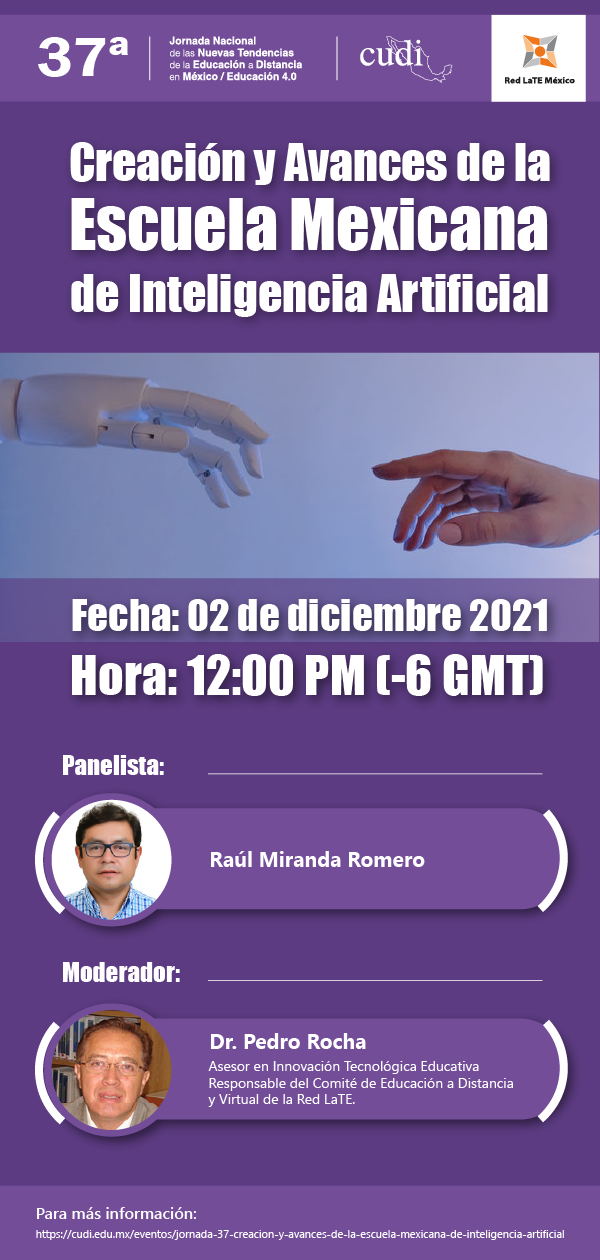 37ª
Jornada Nacional
de las Nuevas Tendencias
de la Educación a Distancia
en México / Educación 4.0
cudi
Red LaTE México
Creación y Avances de la
Escuela Mexicana
de Inteligencia Artificial
Fecha: 02 de diciembre 2021
Hora: 12:00 PM (-6 GMT)
Panelista:
Raúl Miranda Romero
Moderador:
Dr. Pedro Rocha
Asesor en Innovación Tecnológica Educativa
Responsable del Comité de Educación a Distancia
y Virtual de la Red LaTE.
Para más información:
https://cudi.edu.mx/eventos/jornada-37-creacion-y-avances-de-la-escuela-mexicana-de-inteligencia-artificial